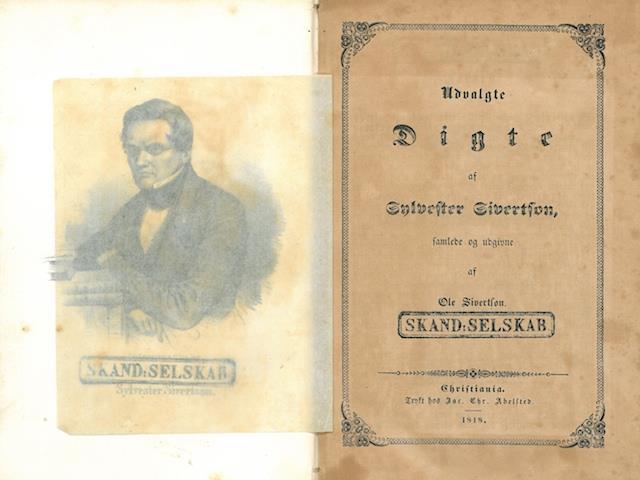 SKAND:SELSKAB
Sylvester Sivertson.
Udvalgte
Digte
af
Sylvester Sivertson,
samlede og udgivne
af
Ole Sivertson.
SKAND:SELSKAB
Christiania.
Trykt hos Jac. Chr. Abelsted.
1848.